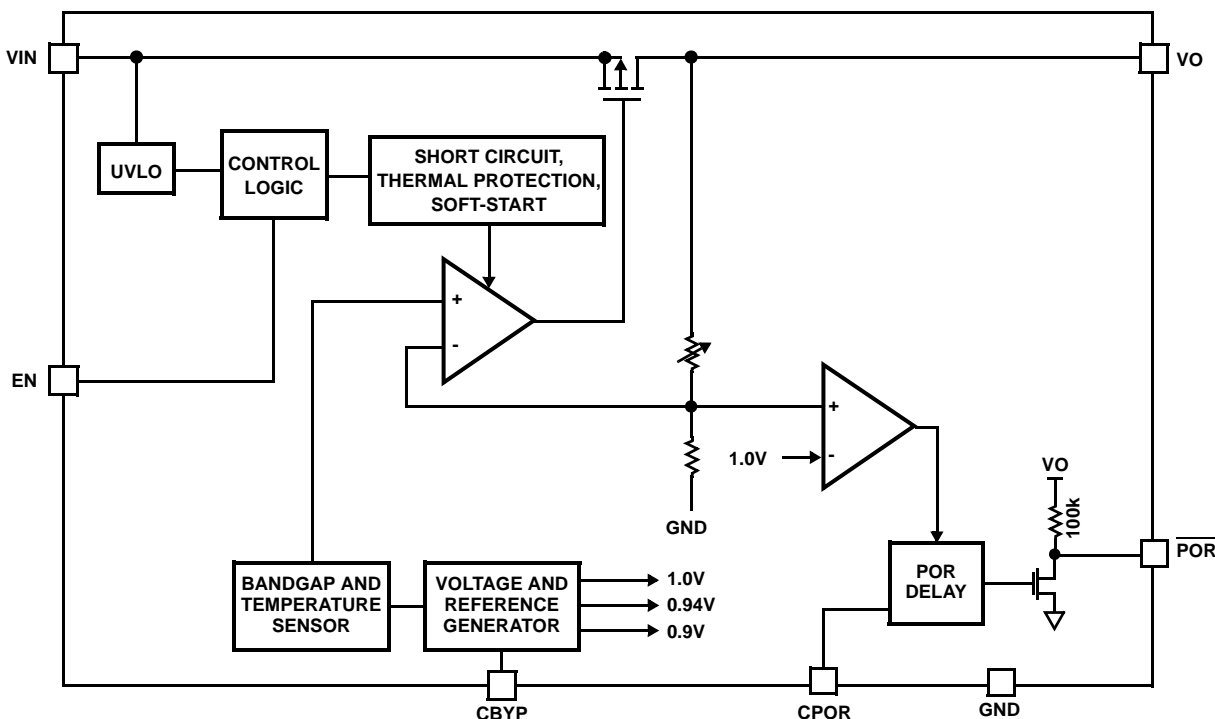 VIN
VO
UVLO
CONTROL
LOGIC
SHORT CIRCUIT,
THERMAL PROTECTION,
SOFT-START
+
-
EN
+
1.0V
-
GND
VO
100k
POR
POR
DELAY
BANDGAP AND
TEMPERATURE
SENSOR
VOLTAGE AND
REFERENCE
GENERATOR
1.0V
0.94V
0.9V
CBYP
CPOR
GND